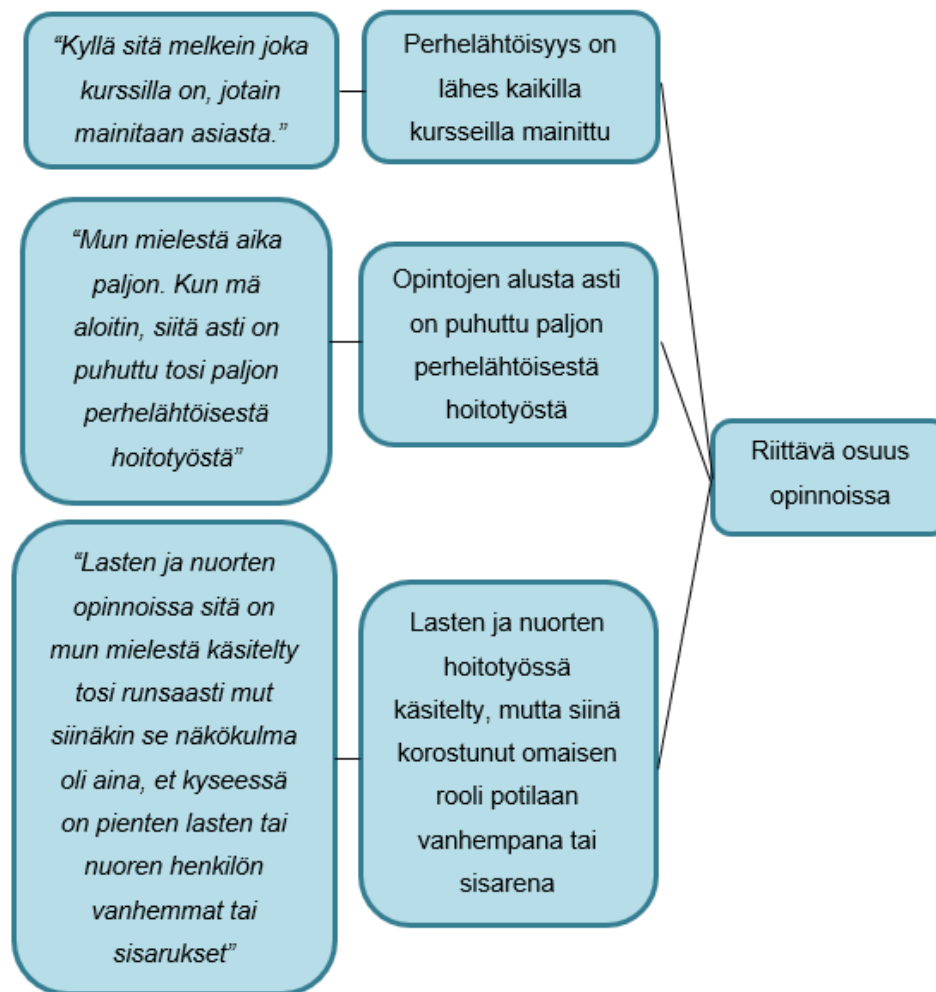 “Kyllä sitä melkein joka
kurssilla on, jotain
mainitaan asiasta.”
Perhelähtöisyys on
lähes kaikilla
kursseilla mainittu
“Mun mielestä aika
paljon. Kun mä
aloitin, siitä asti on
puhuttu tosi paljon
perhelähtöisestä
hoitotyöstä”
Opintojen alusta asti
on puhuttu paljon
perhelähtöisestä
hoitotyöstä
“Lasten ja nuorten
opinnoissa sitä on
mun mielestä käsitelty
tosi runsaasti mut
siinäkin se näkökulma
oli aina, et kyseessä
on pienten lasten tai
nuoren henkilön
vanhemmat tai
sisarukset”
Lasten ja nuorten
hoitotyössä
käsitelty, mutta siinä
korostunut omaisen
rooli potilaan
vanhempana tai
sisarena
Riittävä osuus
opinnoissa